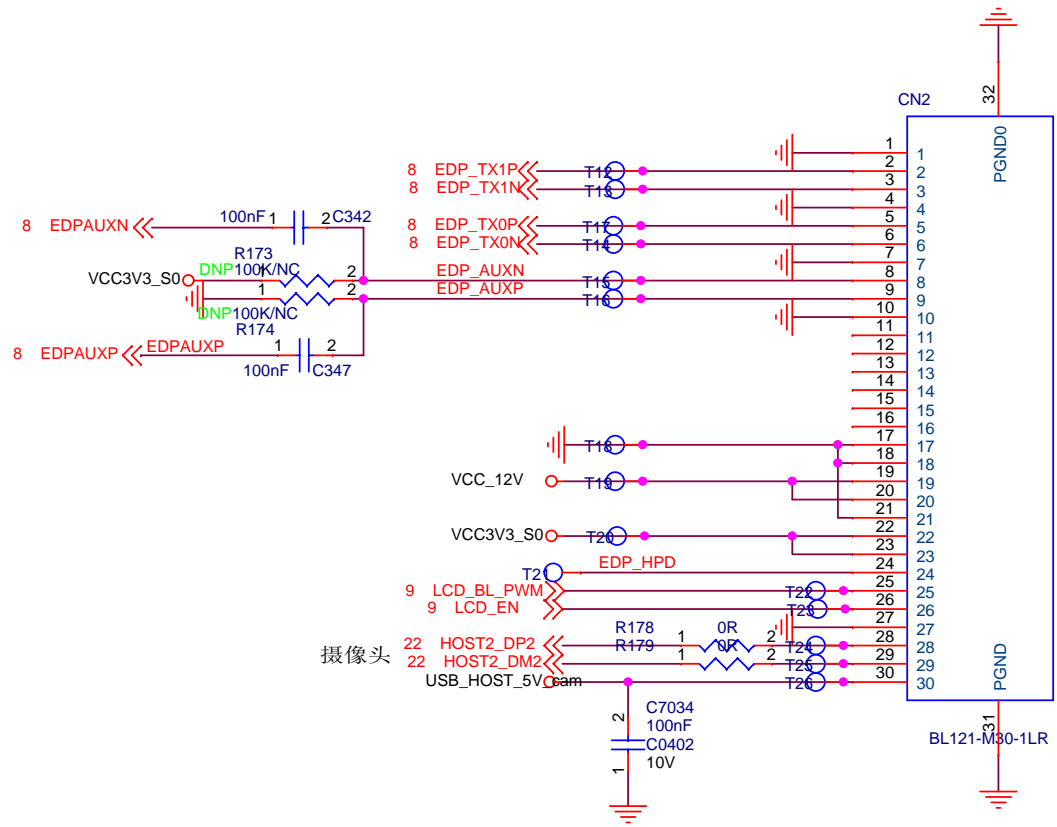 32
CN2
PGND0
1 1
8 EDP_TX1P T12 2 2
8 EDP_TX1N T13 3 3
4 4
8 EDP_TX0P T17 5 5
8 EDP_TX0N T14 6 6
7 7
8 EDPAUXN 100nF 1 2 C342
R173
VCC3V3_S0 DNP 100K/NC 1 2 EDP_AUXN T15 8 8
1 2 EDP_AUXP T16 9 9
DNP 100K/NC
R174
10 10
8 EDPAUXP EDPAUXP 1 2
100nF C347
11 11
12 12
13 13
14 14
15 15
16 16
T18 17 17
18 18
VCC_12V T19 19 19
20 20
21 21
VCC3V3_S0 T20 22 22
23 23
T21 EDP_HPD 24 24
9 LCD_BL_PWM T22 25 25
9 LCD_EN T23 26 26
27 27
摄像头 22 HOST2_DP2 R178 1 0R 2 T24 28 28
22 HOST2_DM2 R179 1 0R 2 T25 29 29
USB_HOST_5V_cam T26 30 30
PGND
C7034
2 100nF
C0402
1 10V
31
BL121-M30-1LR